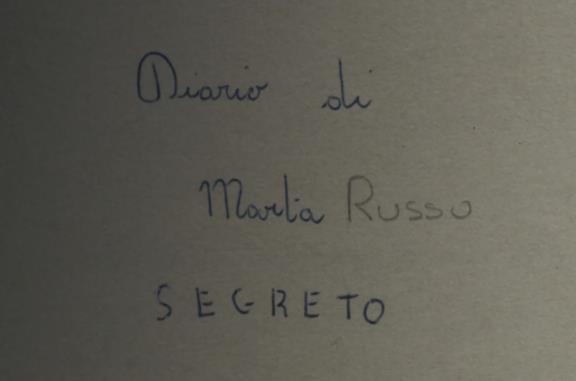 Diario di
Marta Russo
SEGRETO